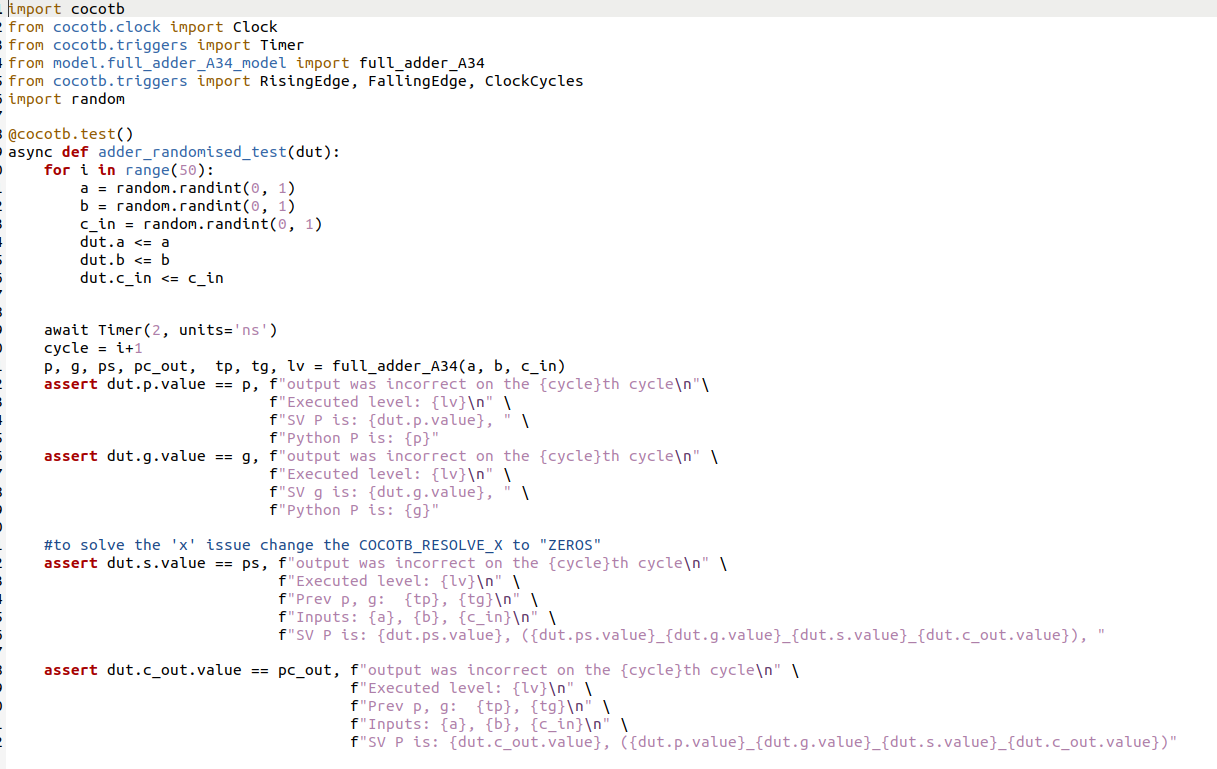 import cocotb
from cocotb.clock import Clock
from cocotb.triggers import Timer
from model.full_adder_A34_model import full_adder_A34
from cocotb.triggers import RisingEdge, FallingEdge, ClockCycles
import random

@cocotb.test()
async def adder_randomised_test(dut):
    for i in range(50):
        a = random.randint(0, 1)
        b = random.randint(0, 1)
        c_in = random.randint(0, 1)
        dut.a <= a
        dut.b <= b
        dut.c_in <= c_in


    await Timer(2, units='ns')
    cycle = i+1
    p, g, ps, pc_out,  tp, tg, lv = full_adder_A34(a, b, c_in)
    assert dut.p.value == p, f"output was incorrect on the {cycle}th cycle\n"\
                             f"Executed level: {lv}\n" \
                             f"SV P is: {dut.p.value}, " \
                             f"Python P is: {p}"
    assert dut.g.value == g, f"output was incorrect on the {cycle}th cycle\n" \
                             f"Executed level: {lv}\n" \
                             f"SV g is: {dut.g.value}, " \
                             f"Python P is: {g}"

    #to solve the 'x' issue change the COCOTB_RESOLVE_X to "ZEROS"
    assert dut.s.value == ps, f"output was incorrect on the {cycle}th cycle\n" \
                              f"Executed level: {lv}\n" \
                              f"Prev p, g:  {tp}, {tg}\n" \
                              f"Inputs: {a}, {b}, {c_in}\n" \
                              f"SV P is: {dut.ps.value}, ({dut.ps.value}_{dut.g.value}_{dut.s.value}_{dut.c_out.value}), "

    assert dut.c_out.value == pc_out, f"output was incorrect on the {cycle}th cycle\n" \
                                      f"Executed level: {lv}\n" \
                                      f"Prev p, g:  {tp}, {tg}\n" \
                                      f"Inputs: {a}, {b}, {c_in}\n" \
                                      f"SV P is: {dut.c_out.value}, ({dut.p.value}_{dut.g.value}_{dut.s.value}_{dut.c_out.value})"